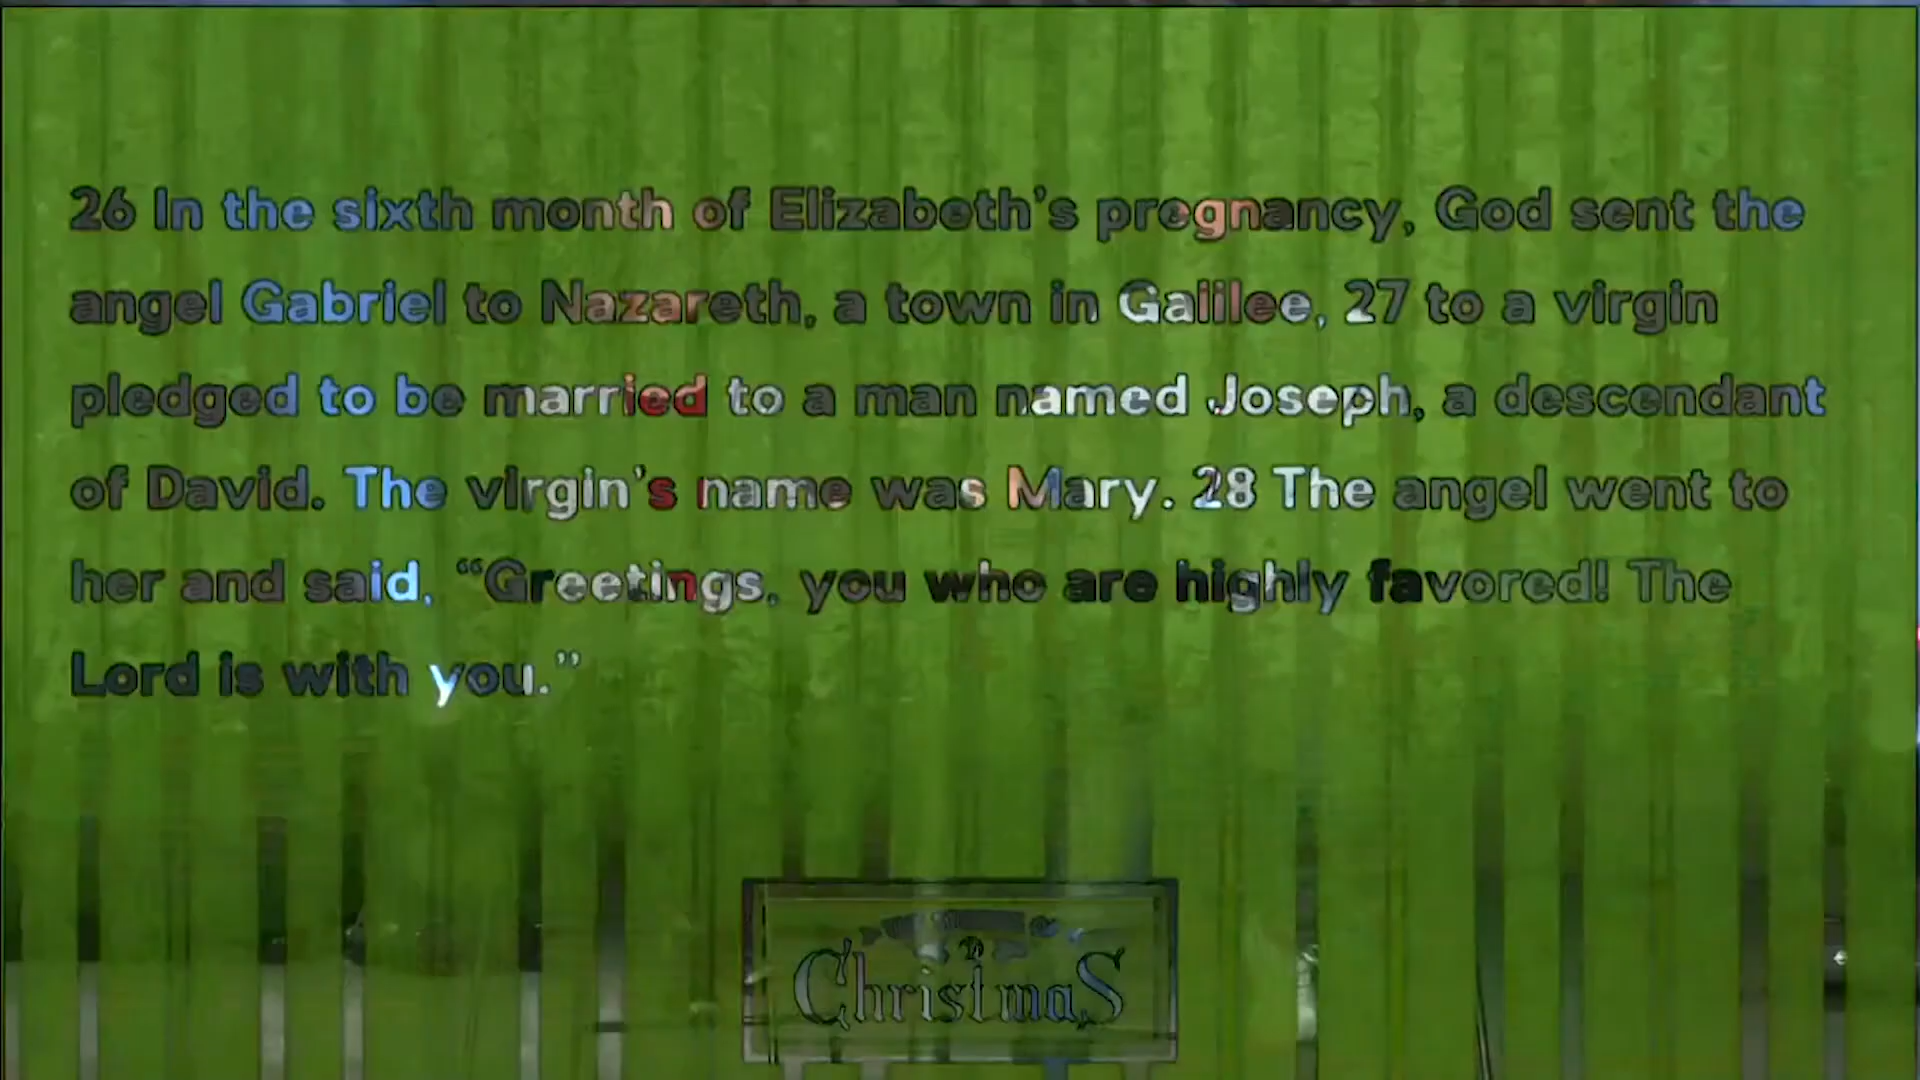 26 In the sixth month of Elizabeth's pregnancy, God sent the
angel Gabriel to Nazareth, a town in Galilee, 27 to a virgin
pledged to be married to a man named Joseph, a descendant
of David. The virgin's name was Mary. 28 The angel went to
her and said, “Greetings, you who are highly favored! The
Lord is with you.”
Christmas